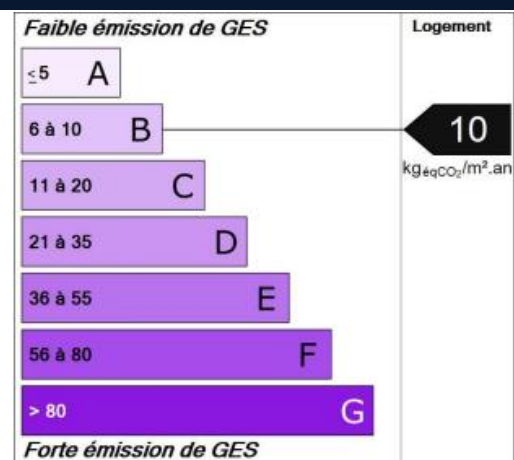 Faible émission de GES
Logement
≤5 A
6 à 10 B
10
kgéqCO₂/m².an
11 à 20 C
21 à 35 D
36 à 55 E
56 à 80 F
> 80 G
Forte émission de GES